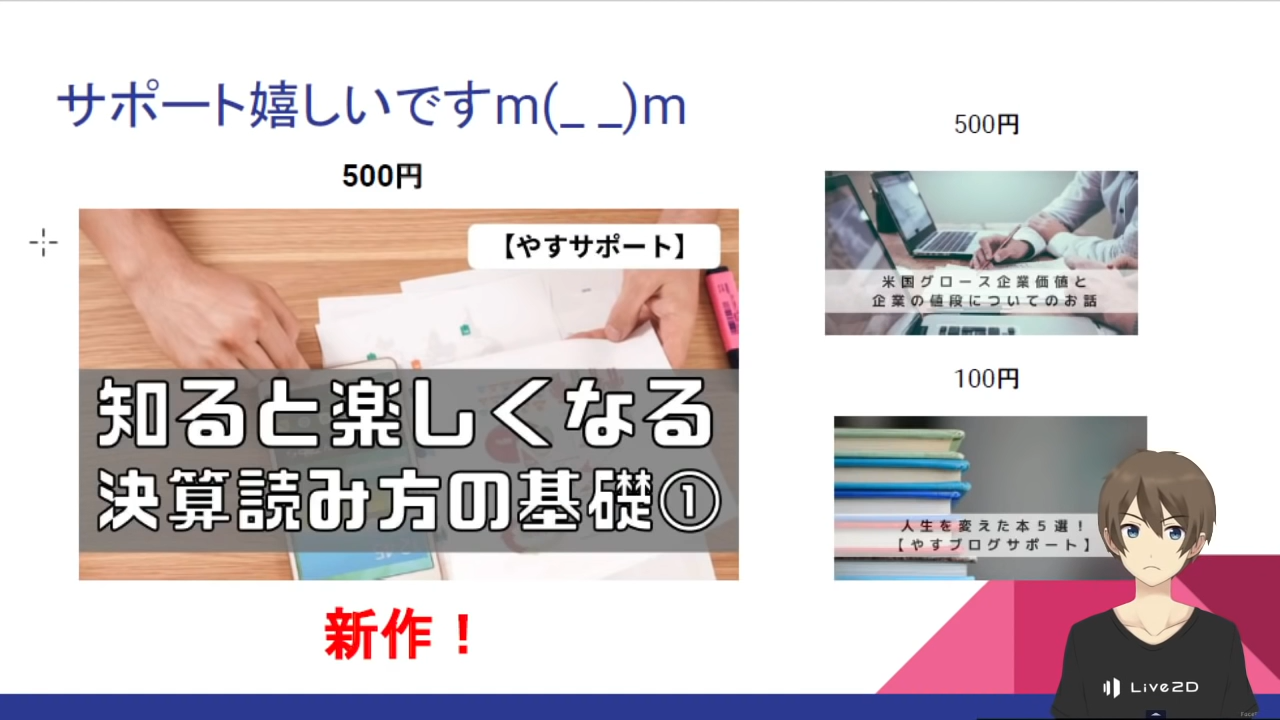 サポート嬉しいですm(_ _)m
500円
【やすサポート】
知ると楽しくなる
決算読み方の基礎①
新作！
500円
米国グロース企業価値と
企業の値段についてのお話
100円
人生を変えた本5選！
【やすブログサポート】
Live2D